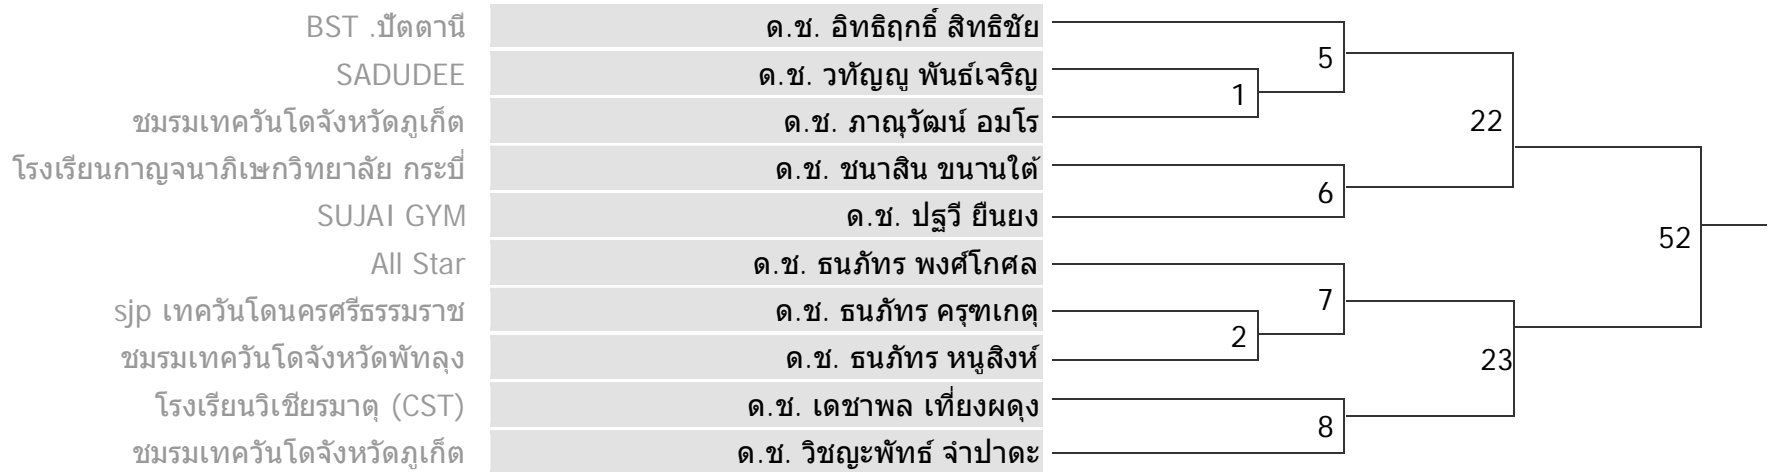 BST .ปัตตานี ด.ช. อิทธิฤกธิ์ สิทธิชัย
5
SADUDEE ด.ช. วทัญญู พันธ์เจริญ
1
ชมรมเทควันโดจังหวัดภูเก็ต ด.ช. ภาณุวัฒน์ อมโร
22
โรงเรียนกาญจนาภิเษกวิทยาลัย กระบี่ ด.ช. ชนาสิน ขนานใต้
6
SUJAI GYM ด.ช. ปฐวี ยืนยง
52
All Star ด.ช. ธนภัทร พงศ์โกศล
7
sjp เทควันโดนครศรีธรรมราช ด.ช. ธนภัทร ครุฑเกตุ
2
ชมรมเทควันโดจังหวัดพัทลุง ด.ช. ธนภัทร หนูสิงห์
23
โรงเรียนวิเชียรมาตุ (CST) ด.ช. เดชาพล เที่ยงผดุง
8
ชมรมเทควันโดจังหวัดภูเก็ต ด.ช. วิชญะพัทธ์ จำปาดะ